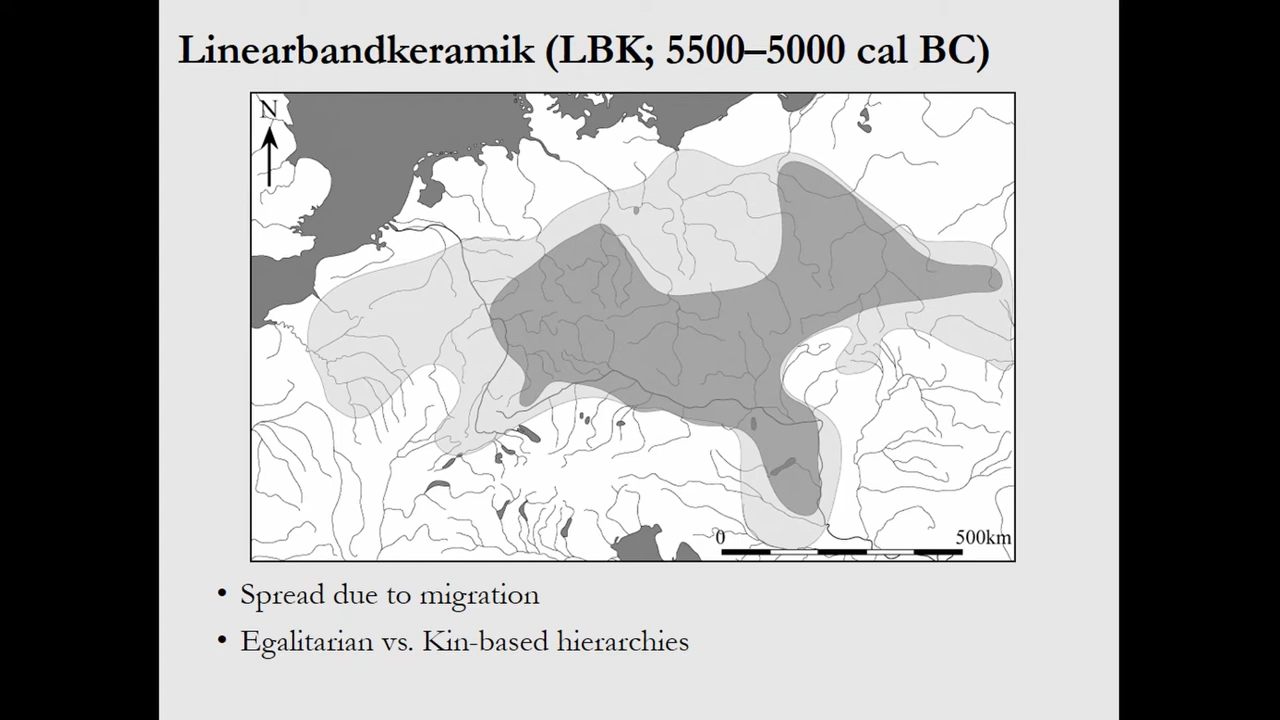 Linearbandkeramik (LBK; 5500–5000 cal BC)
N
0
500km
• Spread due to migration
• Egalitarian vs. Kin-based hierarchies